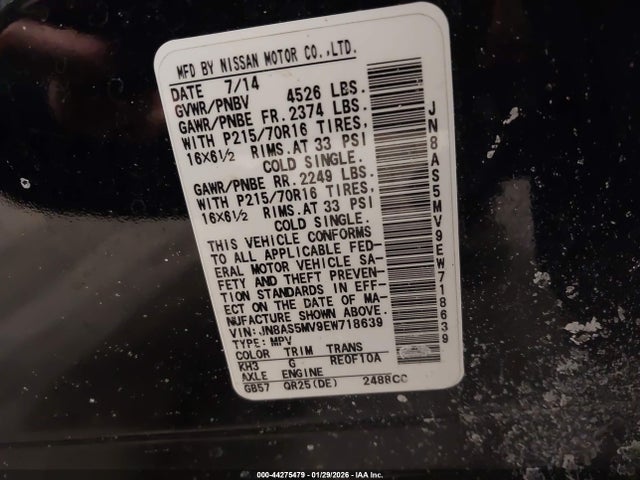 MFD BY NISSAN MOTOR CO.,LTD.
DATE 7/14
GVWR/PNBV 4526 LBS.
GAWR/PNBE FR. 2374 LBS.
WITH P215/70R16 TIRES,
16X6½ RIMS.AT 33 PSI
COLD SINGLE.
GAWR/PNBE RR. 2249 LBS.
WITH P215/70R16 TIRES,
16X6½ RIMS.AT 33 PSI
COLD SINGLE.
THIS VEHICLE CONFORMS
TO ALL APPLICABLE FED-
ERAL MOTOR VEHICLE SA-
FETY AND THEFT PREVEN-
TION STANDARDS IN EFF-
ECT ON THE DATE OF MA-
NUFACTURE SHOWN ABOVE.
VIN: JN8AS5MV9EW718639
TYPE: MPV
COLOR TRIM TRANS
KH3 G RE0F10A
AXLE ENGINE
GB57 QR25(DE) 2488CC
JN8AS5MV9EW718639
000-44275479 | 01/29/2026 - IAA Inc.